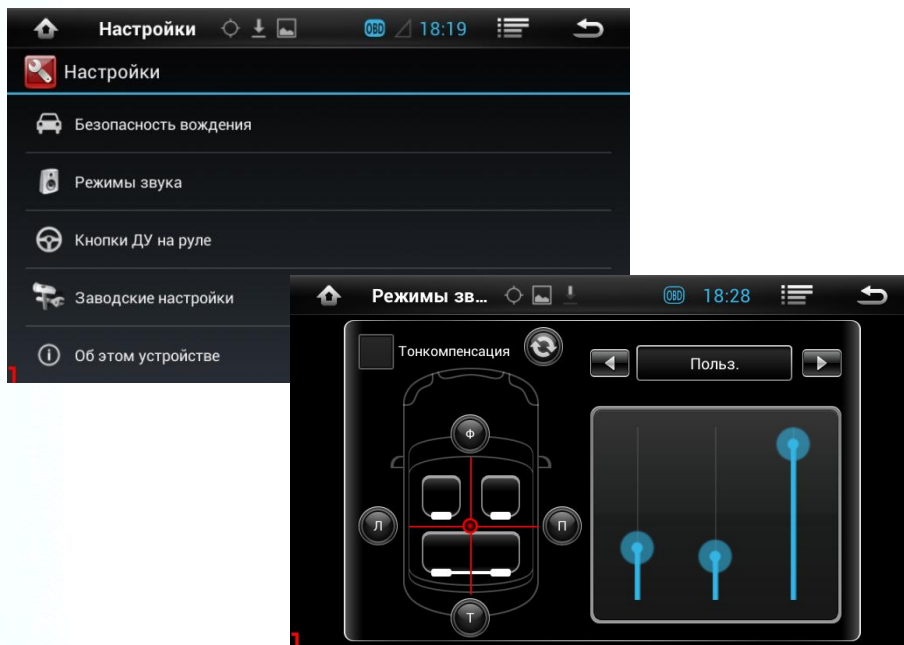 Настройки
OBD
18:19
Настройки
Безопасность вождения
Режимы звука
Кнопки ДУ на руле
Заводские настройки
Об этом устройстве
Режимы зв...
OBD
18:28
Тонкомпенсация
Польз.
Ф
Л
П
Т